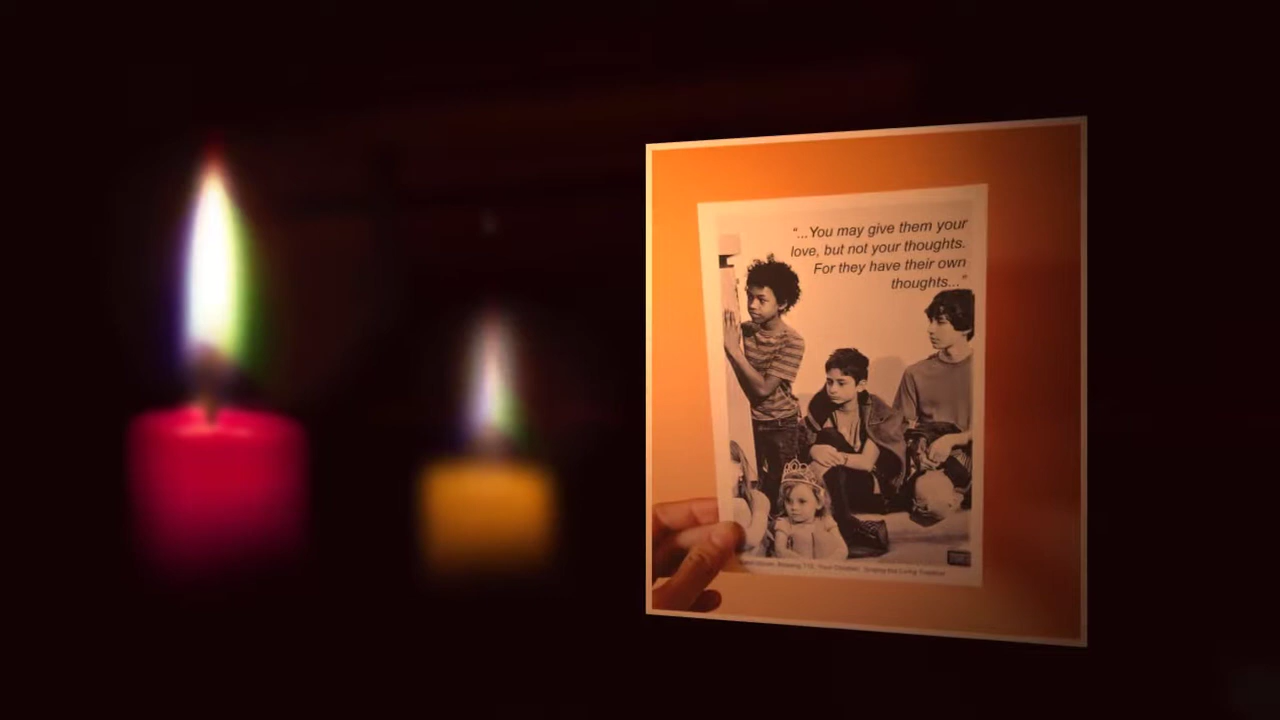 “...You may give them your
love, but not your thoughts.
For they have their own
thoughts...”